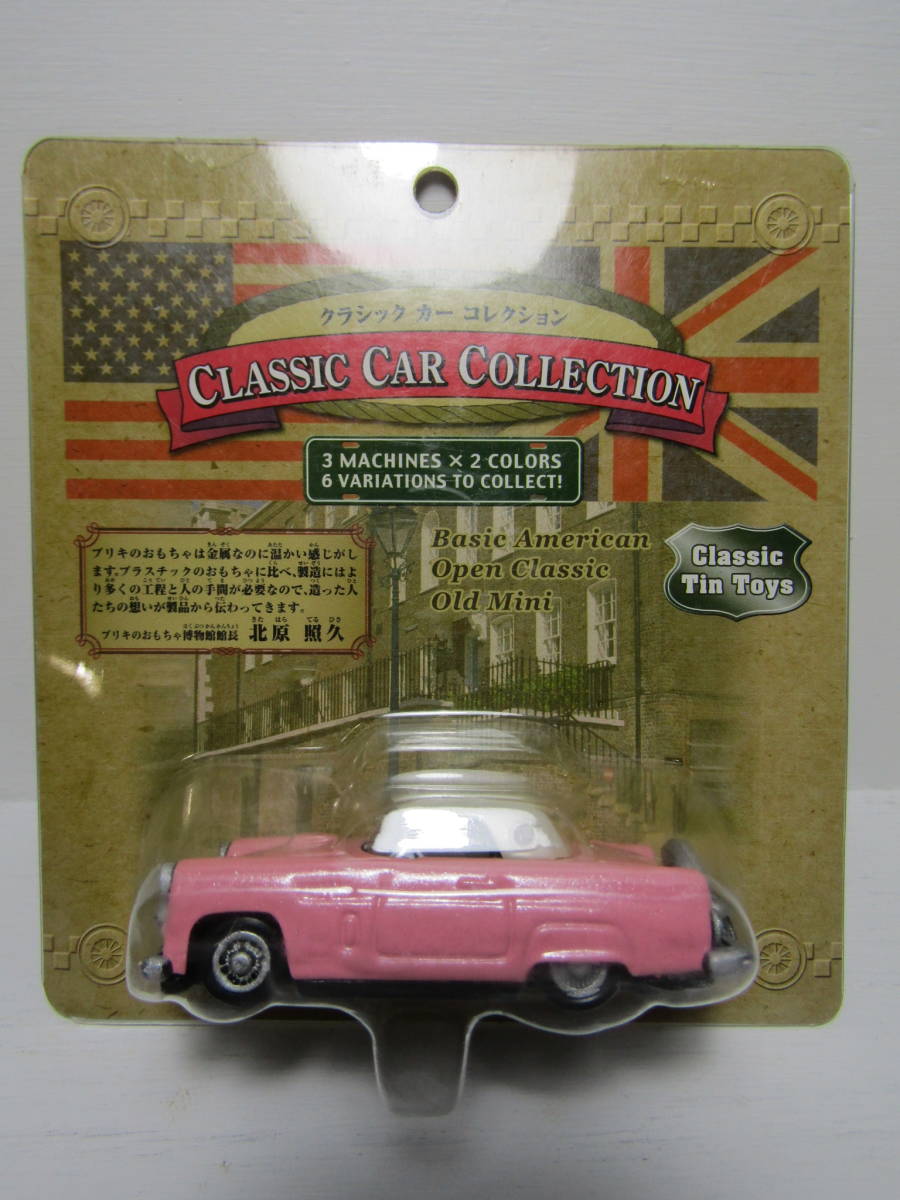 クラシック カー コレクション
CLASSIC CAR COLLECTION
3 MACHINES × 2 COLORS
6 VARIATIONS TO COLLECT!
ブリキのおもちゃは金属なのに温かい感じがし
ます。プラスチックのおもちゃに比べ、製造にはよ
り多くの工程と人の手間が必要なので、造った人
たちの想いが製品から伝わってきます。
ブリキのおもちゃ博物館館長 北原 照久
Basic American
Open Classic
Old Mini
Classic
Tin Toys